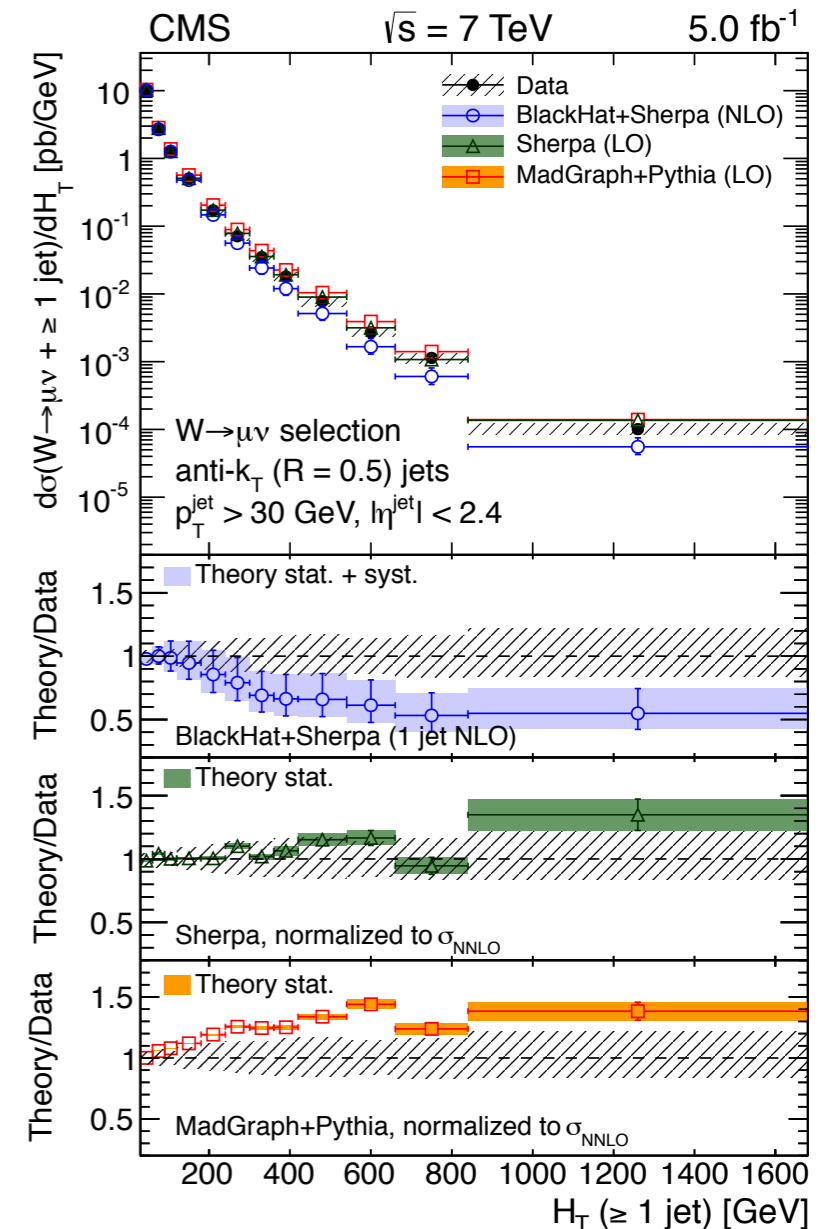 CMS √s = 7 TeV 5.0 fb⁻¹
dσ(W→μν + ≥ 1 jet)/dH_T [pb/GeV]
10
1
10⁻¹
10⁻²
10⁻³
10⁻⁴
10⁻⁵
Data
BlackHat+Sherpa (NLO)
Sherpa (LO)
MadGraph+Pythia (LO)
W→μν selection
anti-k_T (R = 0.5) jets
p_T^jet > 30 GeV, |η^jet| < 2.4
Theory/Data
1.5
1
0.5
Theory stat. + syst.
BlackHat+Sherpa (1 jet NLO)
Theory/Data
1.5
1
0.5
Theory stat.
Sherpa, normalized to σ_NNLO
Theory/Data
1.5
1
0.5
Theory stat.
MadGraph+Pythia, normalized to σ_NNLO
200 400 600 800 1000 1200 1400 1600
H_T (≥ 1 jet) [GeV]